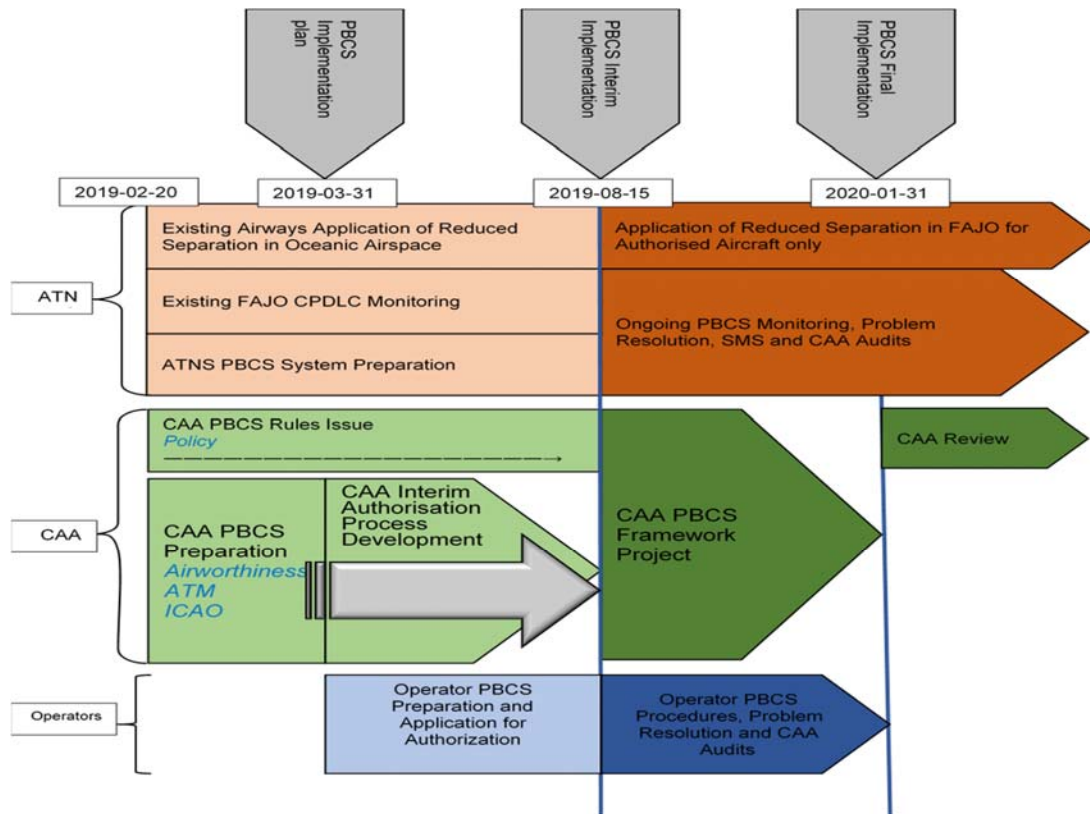 PBCS
Implementation
plan
PBCS Interim
Implementation
PBCS Final
Implementation
2019-02-20
2019-03-31
2019-08-15
2020-01-31
ATN
Existing Airways Application of Reduced
Separation in Oceanic Airspace
Application of Reduced Separation in FAJO for
Authorised Aircraft only
Existing FAJO CPDLC Monitoring
ATNS PBCS System Preparation
Ongoing PBCS Monitoring, Problem
Resolution, SMS and CAA Audits
CAA
CAA PBCS Rules Issue
Policy
CAA Review
CAA PBCS
Preparation
Airworthiness
ATM
ICAO
CAA Interim
Authorisation
Process
Development
CAA PBCS
Framework
Project
Operators
Operator PBCS
Preparation and
Application for
Authorization
Operator PBCS
Procedures, Problem
Resolution and CAA
Audits